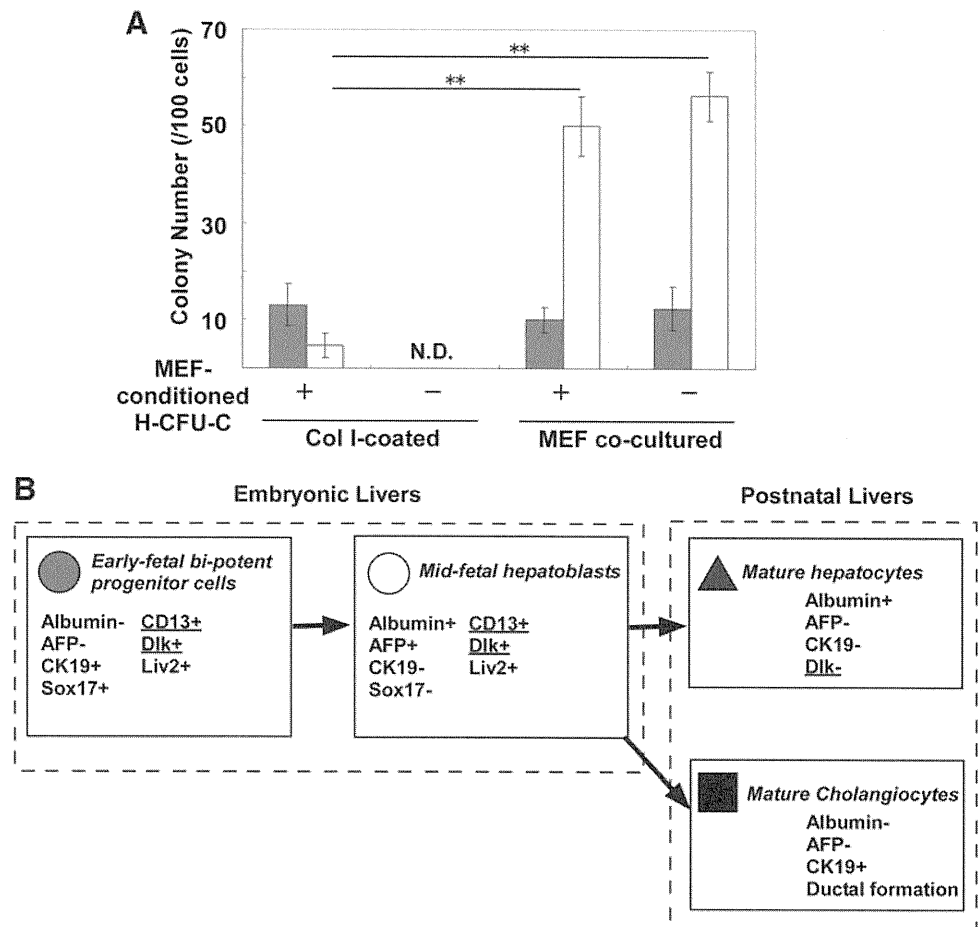 A
Colony Number (/100 cells)
70
50
30
10
**
**
N.D.
MEF-
conditioned
H-CFU-C
+
−
+
−
Col I-coated
MEF co-cultured
B
Embryonic Livers
Postnatal Livers
Early-fetal bi-potent
progenitor cells
Albumin- CD13+
AFP- Dlk+
CK19+ Liv2+
Sox17+
Mid-fetal hepatoblasts
Albumin+ CD13+
AFP+ Dlk+
CK19- Liv2+
Sox17-
Mature hepatocytes
Albumin+
AFP-
CK19-
Dlk-
Mature Cholangiocytes
Albumin-
AFP-
CK19+
Ductal formation